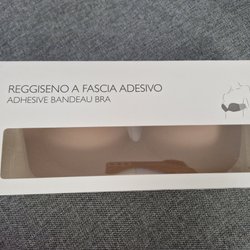 REGGISENO A FASCIA ADESIVO
ADHESIVE BANDEAU BRA